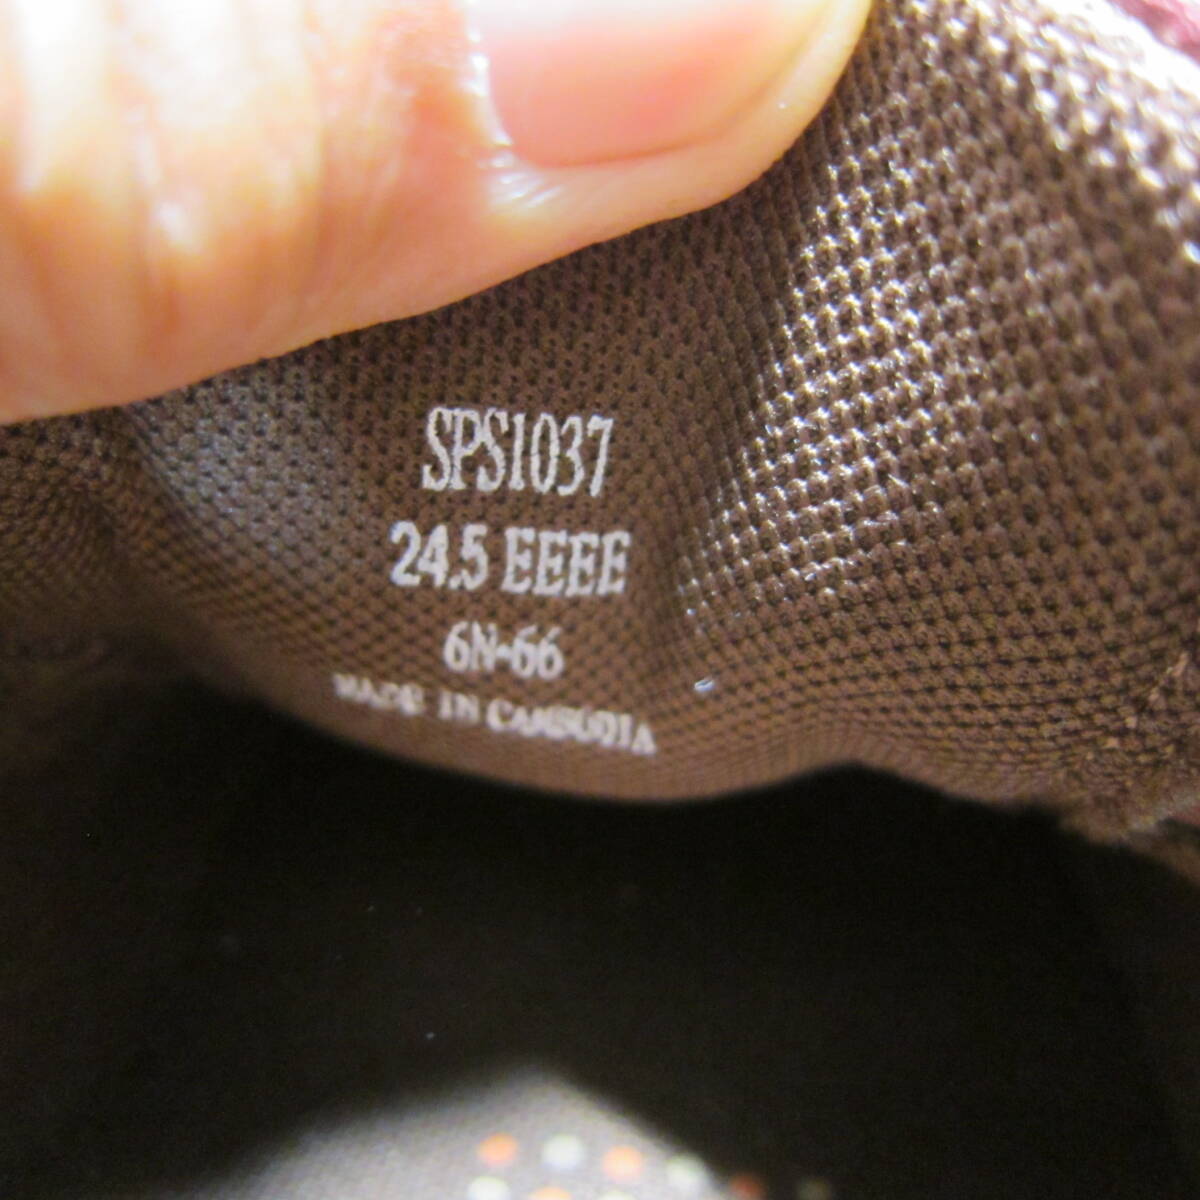 SPS1037
24.5 EEEE
6N-66
MADE IN CAMBODIA